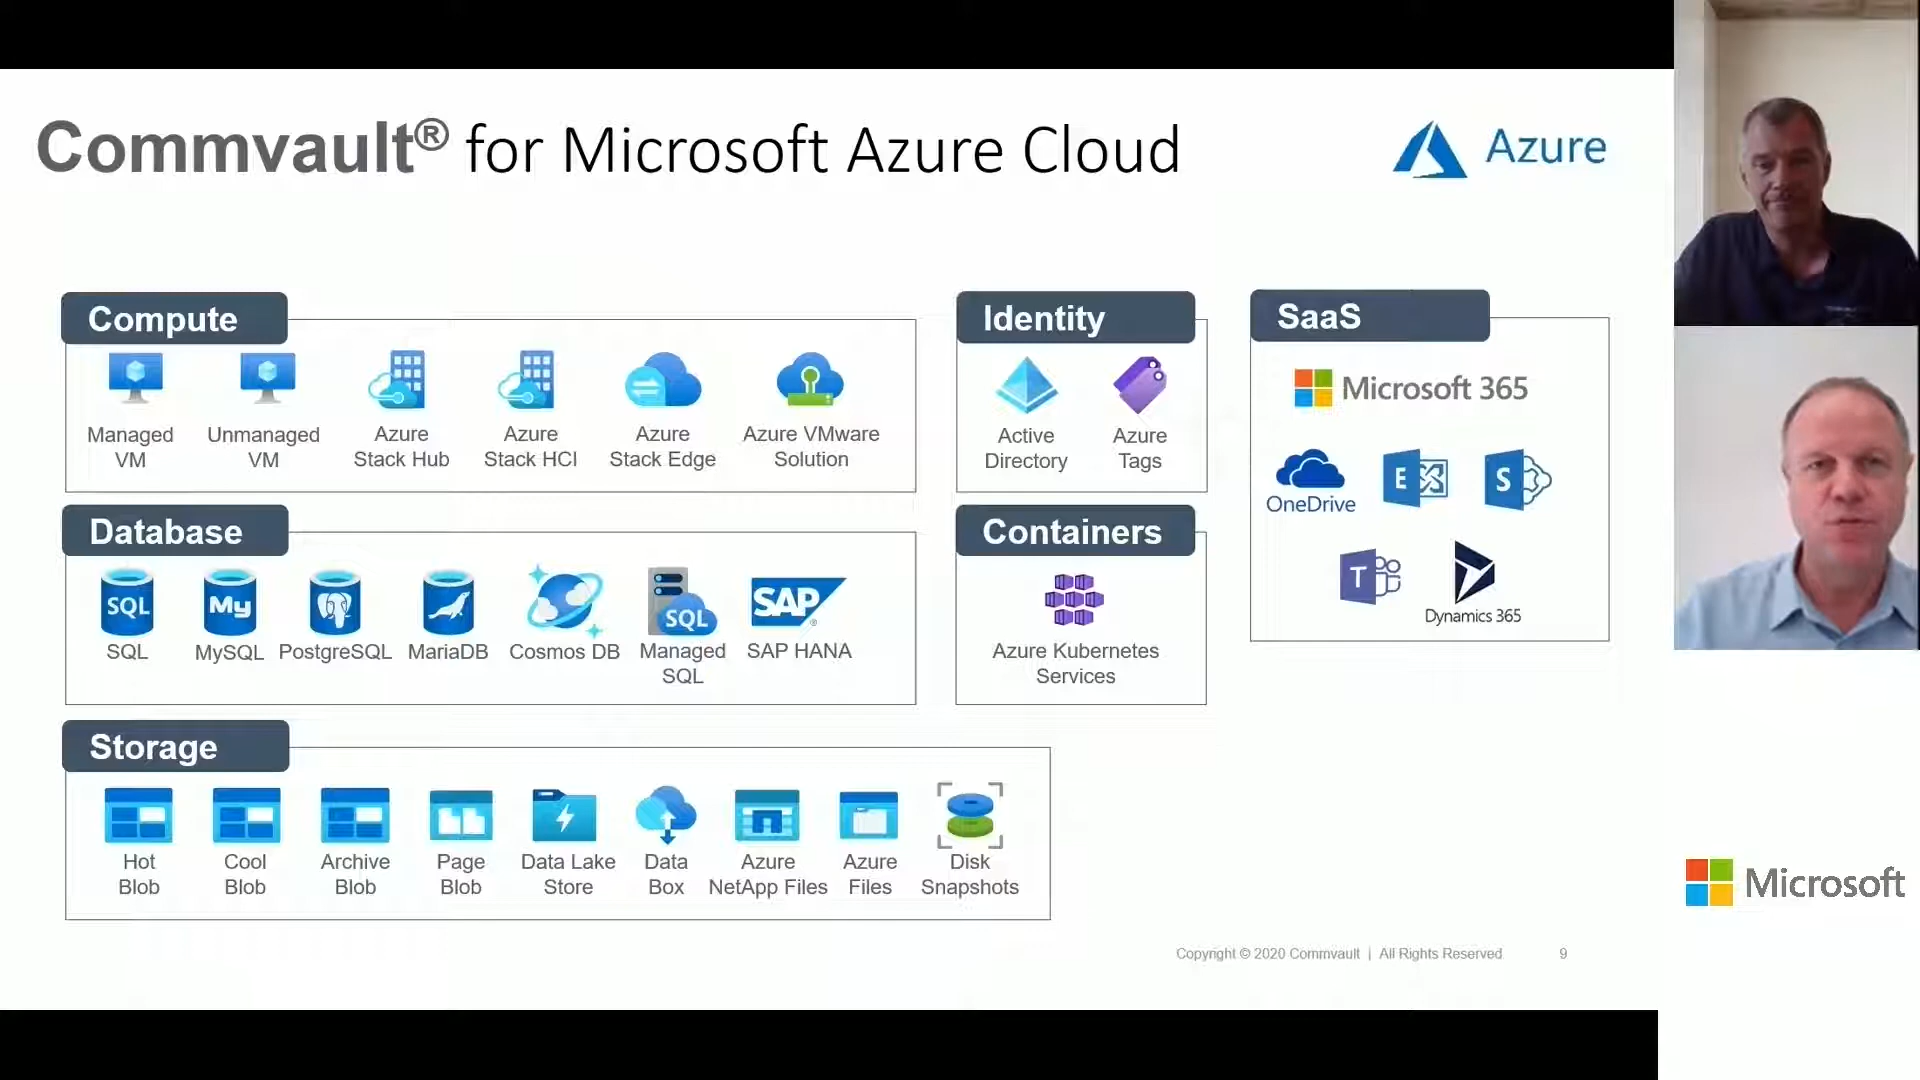 Commvault® for Microsoft Azure Cloud
Azure
Compute
Managed VM
Unmanaged VM
Azure Stack Hub
Azure Stack HCI
Azure Stack Edge
Azure VMware Solution
Identity
Active Directory
Azure Tags
SaaS
Microsoft 365
OneDrive
E
S
T
Dynamics 365
Database
SQL
SQL
My
MySQL
PostgreSQL
MariaDB
Cosmos DB
SQL
Managed SQL
SAP
®
SAP HANA
Containers
Azure Kubernetes Services
Storage
Hot Blob
Cool Blob
Archive Blob
Page Blob
Data Lake Store
Data Box
Azure NetApp Files
Azure Files
Disk Snapshots
Microsoft
Copyright © 2020 Commvault | All Rights Reserved
9